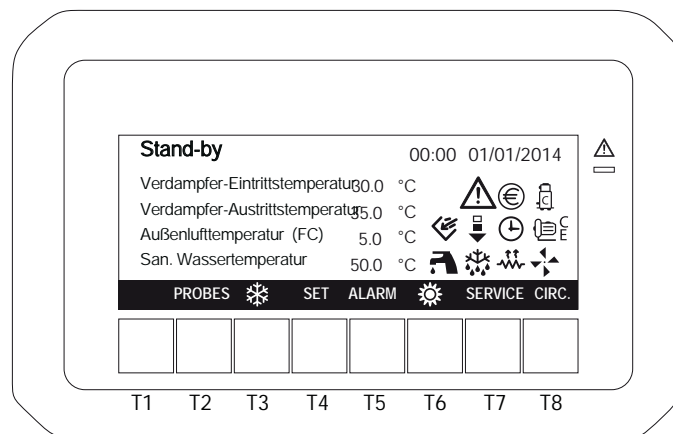 Stand-by 00:00 01/01/2014
Verdampfer-Eintrittstemperatur 30.0 °C
Verdampfer-Austrittstemperatur 35.0 °C
Außenlufttemperatur (FC) 5.0 °C
San. Wassertemperatur 50.0 °C
€ C
C E
PROBES SET ALARM SERVICE CIRC.
T1 T2 T3 T4 T5 T6 T7 T8